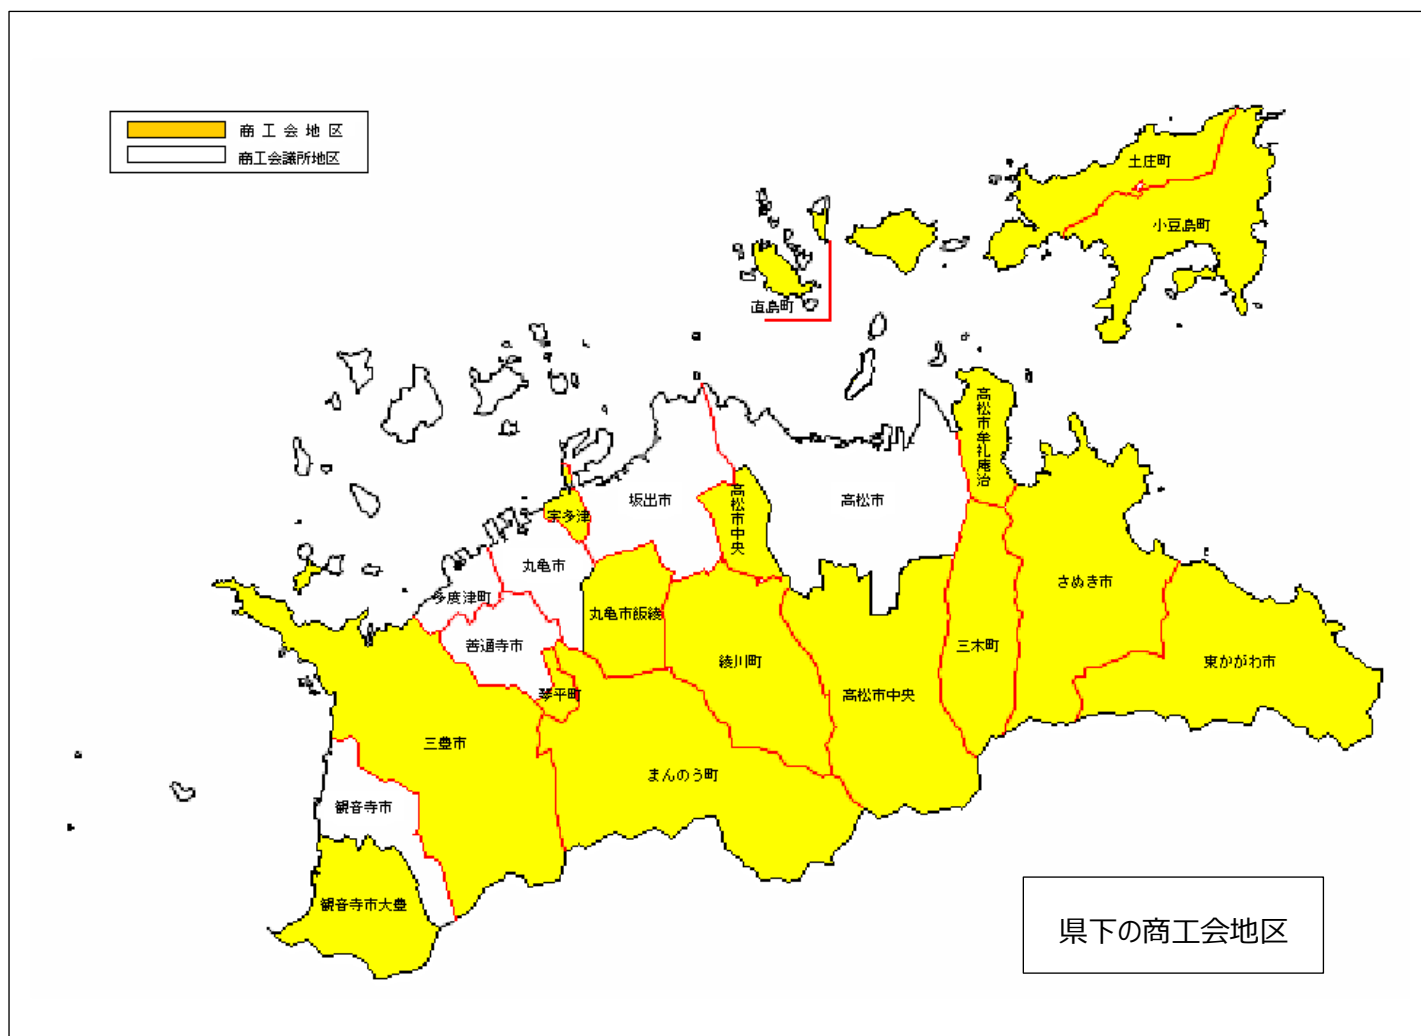 商工会地区
商工会議所地区
土庄町
小豆島町
直島町
高松市牟礼庵治
高松市中央
坂出市
高松市
宇多津
丸亀市
さぬき市
多度津町
丸亀市飯綾
善通寺市
綾川町
三木町
東かがわ市
琴平町
高松市中央
三豊市
まんのう町
観音寺市
観音寺市大豊
県下の商工会地区